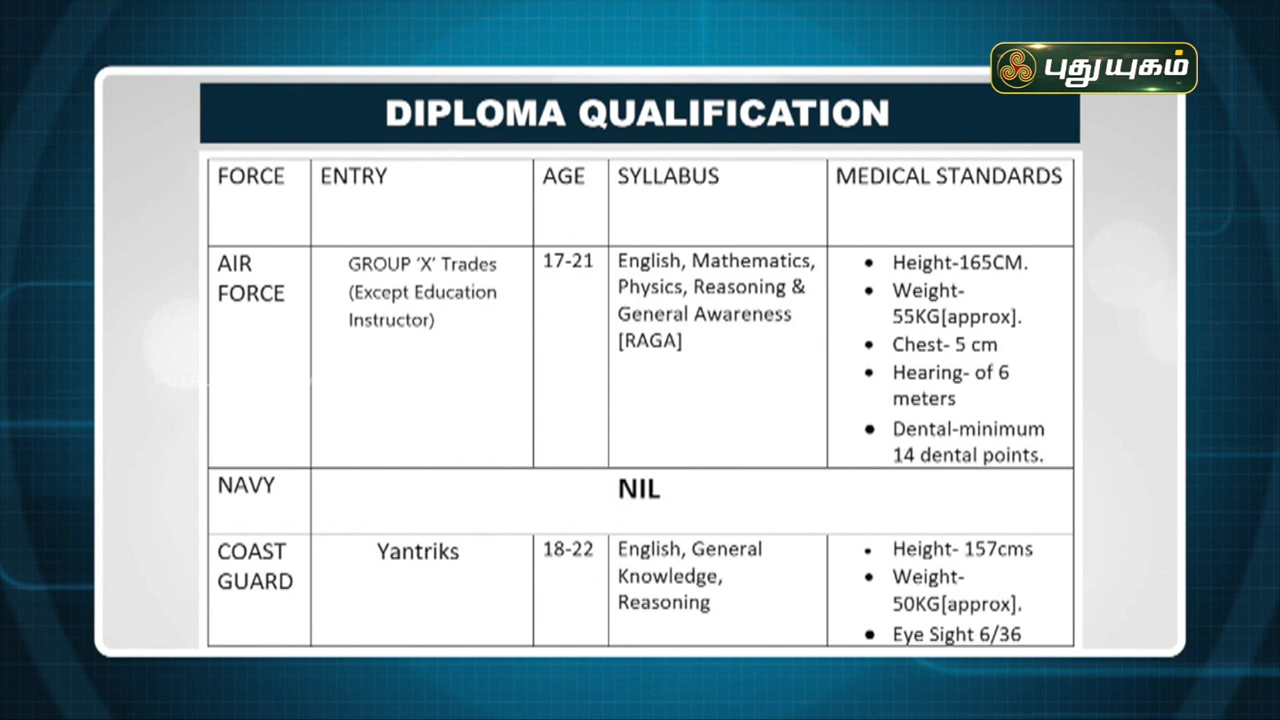 புதுயுகம்
DIPLOMA QUALIFICATION
FORCE ENTRY AGE SYLLABUS MEDICAL STANDARDS
AIR FORCE
GROUP ‘X’ Trades
(Except Education
Instructor)
17-21
English, Mathematics,
Physics, Reasoning &
General Awareness
[RAGA]
• Height-165CM.
• Weight-
55KG[approx].
• Chest- 5 cm
• Hearing- of 6
meters
• Dental-minimum
14 dental points.
NAVY
NIL
COAST
GUARD
Yantriks
18-22
English, General
Knowledge,
Reasoning
• Height- 157cms
• Weight-
50KG[approx].
• Eye Sight 6/36